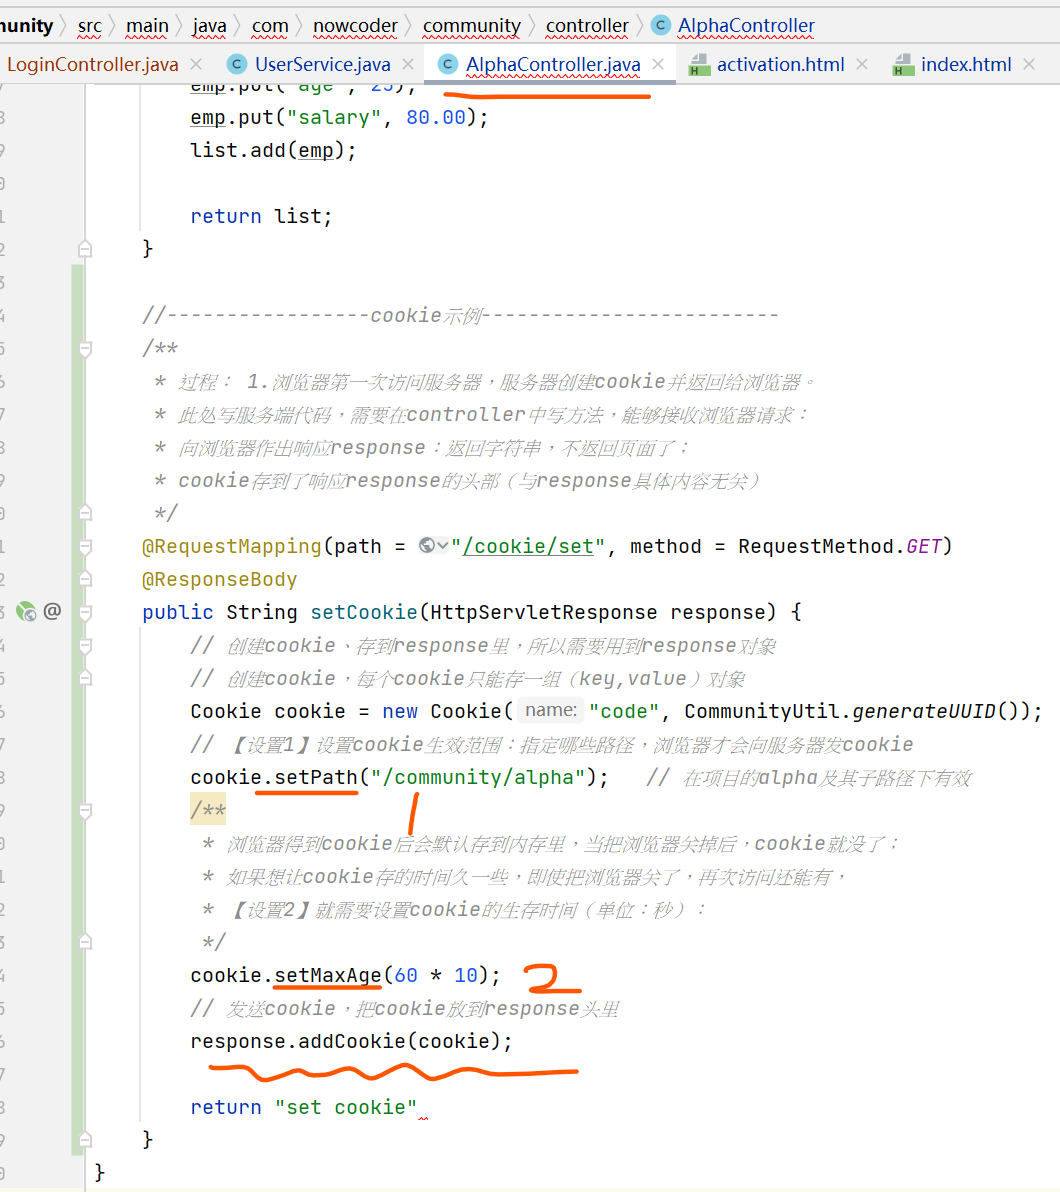 munity 〉 src 〉 main 〉 java 〉 com 〉 nowcoder 〉 community 〉 controller 〉 C AlphaController
LoginController.java × C UserService.java × C AlphaController.java × H activation.html × H index.html ×
emp.put("age", 25);
emp.put("salary", 80.00);
list.add(emp);
return list;
}
//-----------------cookie示例-------------------------
/**
* 过程： 1.浏览器第一次访问服务器，服务器创建cookie并返回给浏览器。
* 此处写服务端代码，需要在controller中写方法，能够接收浏览器请求：
* 向浏览器作出响应response：返回字符串，不返回页面了；
* cookie存到了响应response的头部（与response具体内容无关）
*/
@RequestMapping(path = "/cookie/set", method = RequestMethod.GET)
@ResponseBody
@ public String setCookie(HttpServletResponse response) {
// 创建cookie、存到response里，所以需要用到response对象
// 创建cookie，每个cookie只能存一组（key,value）对象
Cookie cookie = new Cookie( name: "code", CommunityUtil.generateUUID());
// 【设置1】设置cookie生效范围：指定哪些路径，浏览器才会向服务器发cookie
cookie.setPath("/community/alpha");   // 在项目的alpha及其子路径下有效
/**
1
* 浏览器得到cookie后会默认存到内存里，当把浏览器关掉后，cookie就没了；
* 如果想让cookie存的时间久一些，即使把浏览器关了，再次访问还能有，
* 【设置2】就需要设置cookie的生存时间（单位：秒）：
*/
cookie.setMaxAge(60 * 10); 2
// 发送cookie，把cookie放到response头里
response.addCookie(cookie);
return "set cookie"
}
}